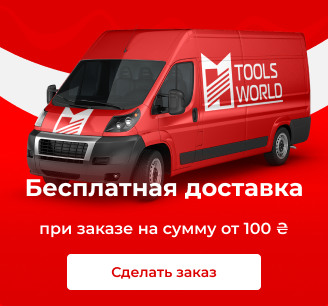 TOOLS
WORLD
Бесплатная доставка
при заказе на сумму от 100 ₴
Сделать заказ